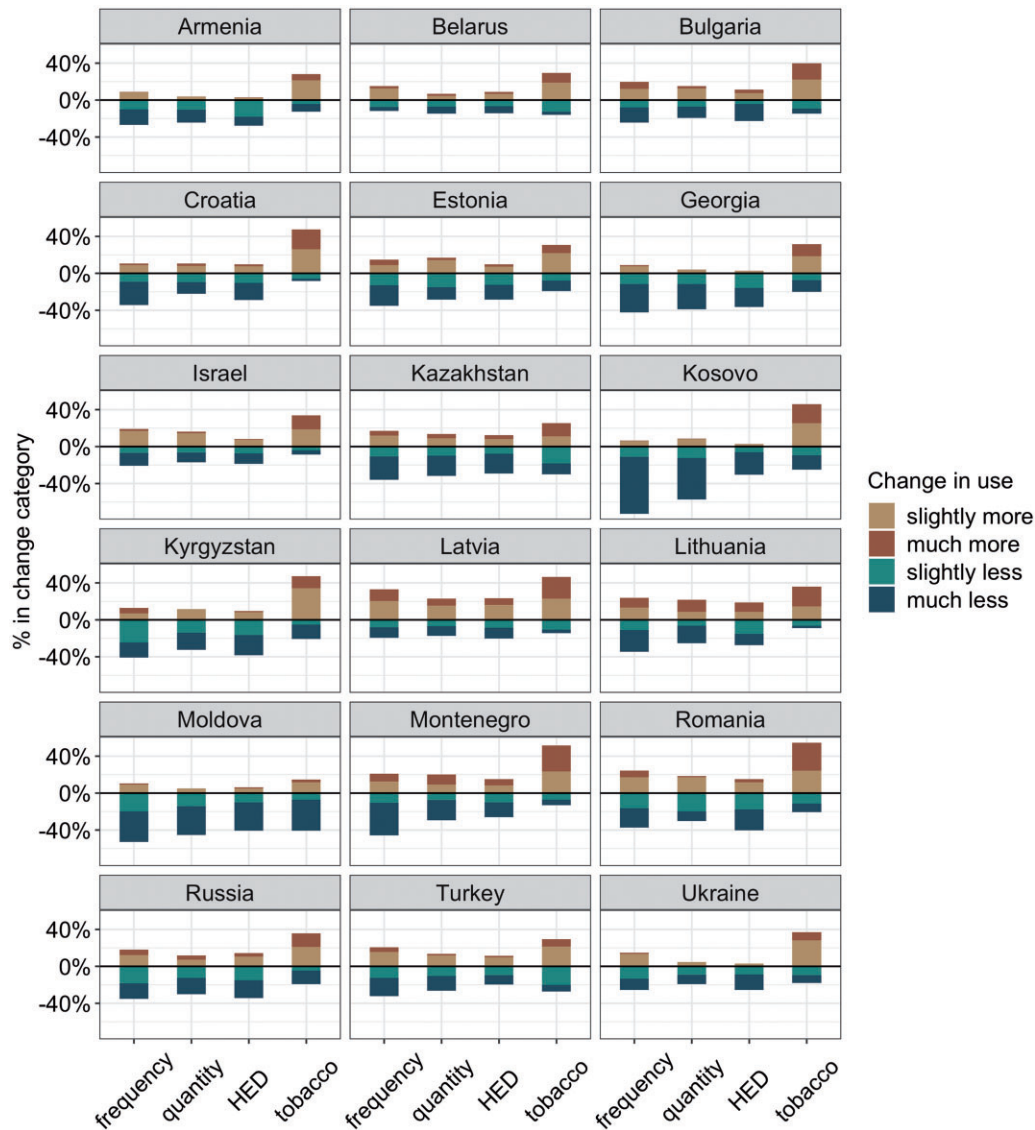 Armenia Belarus Bulgaria
40%
0%
-40%
Croatia Estonia Georgia
40%
0%
-40%
Israel Kazakhstan Kosovo
40%
0%
-40%
Kyrgyzstan Latvia Lithuania
40%
0%
-40%
Moldova Montenegro Romania
40%
0%
-40%
Russia Turkey Ukraine
40%
0%
-40%
frequency quantity HED tobacco frequency quantity HED tobacco frequency quantity HED tobacco
% in change category
Change in use
slightly more
much more
slightly less
much less